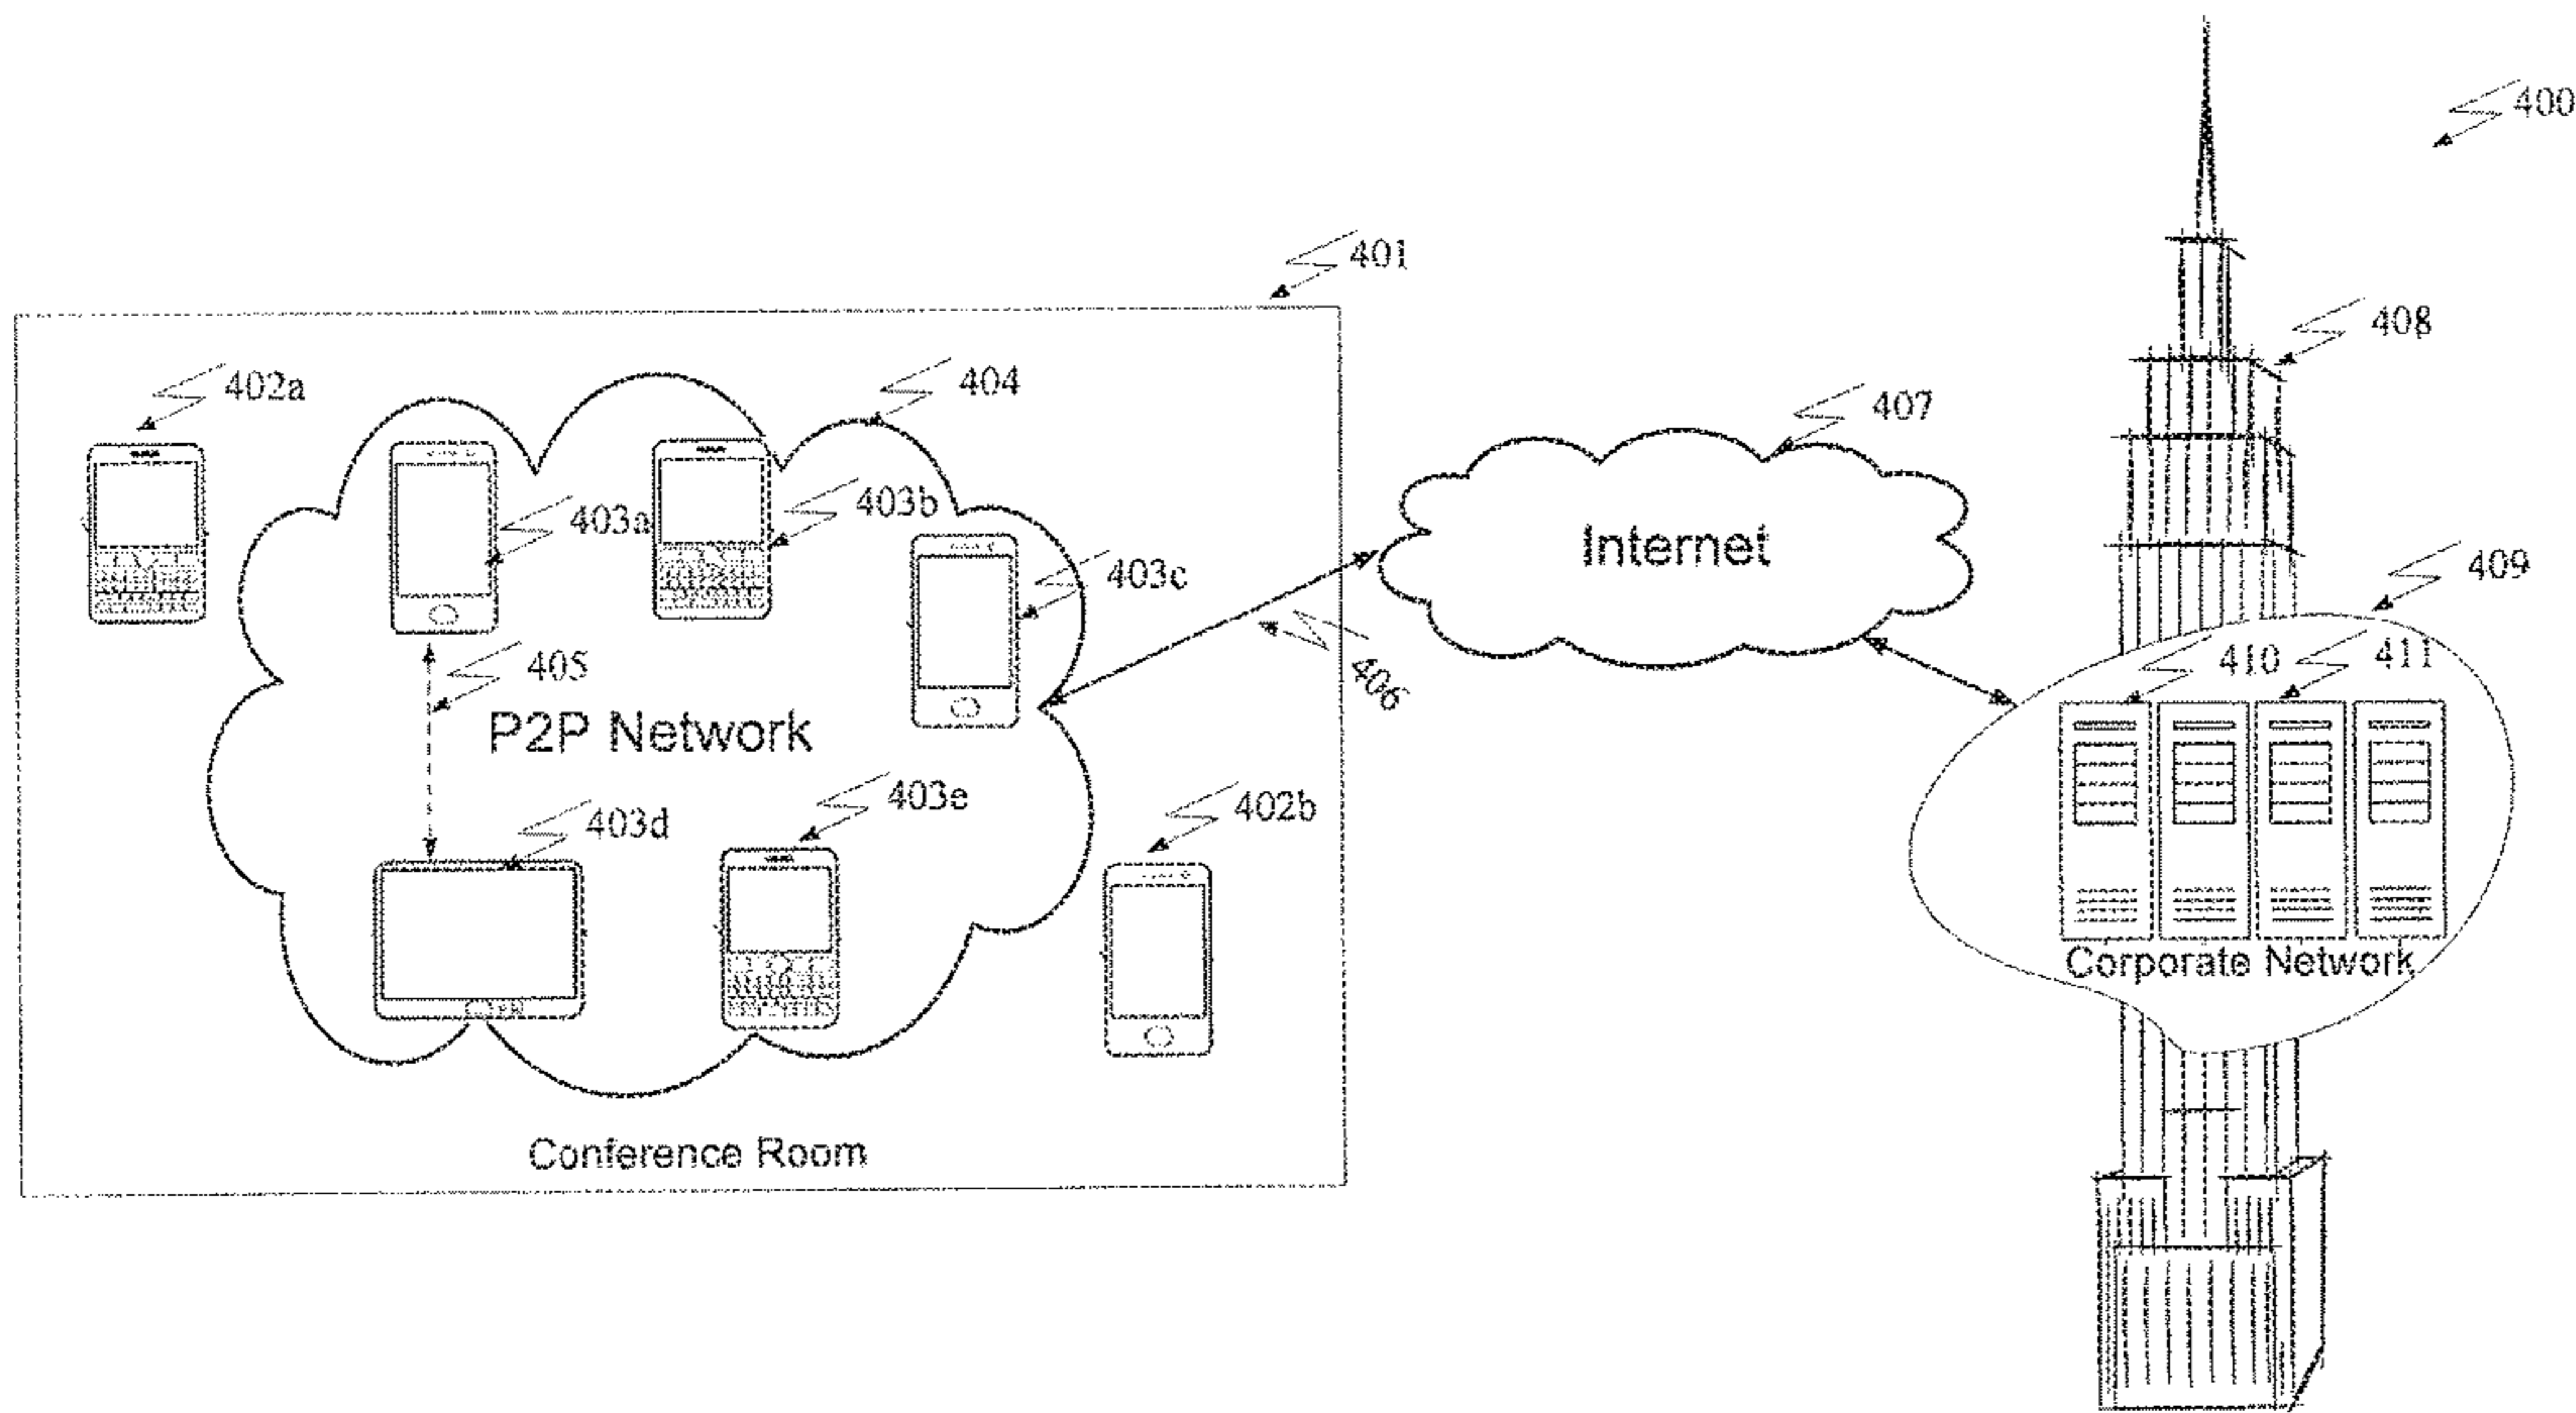 400
401
408
402a
404
407
403a
403b
Internet
403c
409
405
406
410
411
P2P Network
403d
403e
402b
Corporate Network
Conference Room